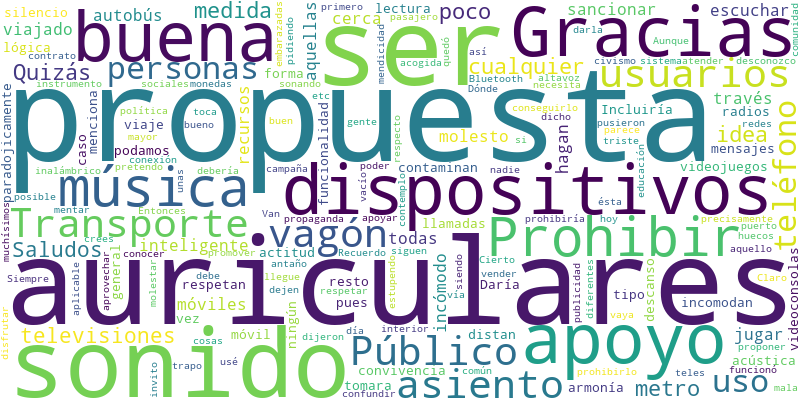 silencio
autobús
medida
viajado
lógica
contrato
buena
embarazadas
pidiendo
aquellas
acogida
lectura
cerca
pasajero
mendicidad
poco
primero
quedó
ser
sancionar
Aunque
darla
Gracias
escuchar
desconozco
comunidad
Quizás
personas
forma
sonando
cualquier
civismo
sistema
atender
usuarios
instrumento
sociales
monedas
etc
Bluetooth
altavoz
Dónde
necesita
paradójicamente
menciona
caso
política
toca
mayor
bueno
viaje
podamos
propuesta
recursos
buen
gente
funcionalidad
respecto
molesto
si
conseguirlo
dicho
parece
triste
hagan
pusieron
través
radios
redes
idea
mensajes
teléfono
educación
inalámbrico
conexión
pretendo
debería
campaña
vacío
poder
contemplo
contaminan
nadie
videojuegos
posible
unas
música
dispositivos
muchísimos
mentar
Entonces
Van
propaganda
apoyar
llamadas
ésta
prohibiría
hoy
precisamente
puerto
huecos
Transporte
crees
promover
antaño
vagón
Recuerdo
siguen
todas
Prohibir
aquello
Saludos
inteligente
actitud
Siempre
aplicable
aprovechar
general
conocer
molestar
debe
respetan
llegue
respetar
dejen
estupendo
resto
pues
incómodo
siendo
vía
Cierto
vender
Daría
publicidad
diferentes
tipo
descanso
Claro
vaya
incomodan
videoconsolas
auriculares
móviles
disfrutar
televisiones
vez
móvil
cosas
usé
ningún
dijeron
día
interior
distan
prohibirlo
teles
jugar
proponer
acústica
funcionó
sonido
invito
trapo
Público
convivencia
común
tomara
confundir
asiento
apoyo
armonía
metro
uso
mala
Incluiría
así